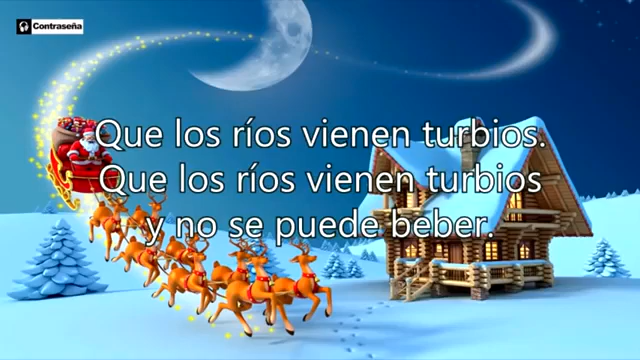 Contraseña
Que los ríos vienen turbios.
Que los ríos vienen turbios
y no se puede beber.